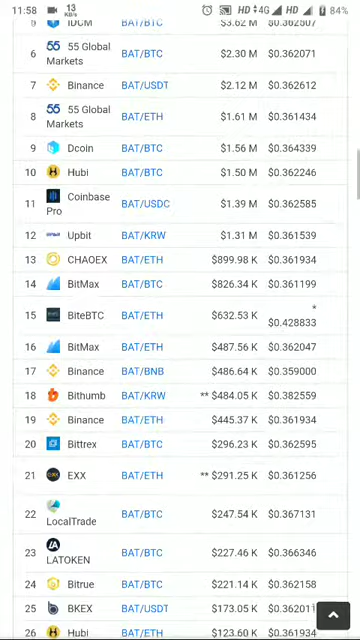 11:58 13 KB/s HD 4G HD 84%
IDCM BAT/BTC $3.62 M $0.362507
6 55 Global Markets BAT/BTC $2.30 M $0.362071
7 Binance BAT/USDT $2.12 M $0.362612
8 55 Global Markets BAT/ETH $1.61 M $0.361434
9 Dcoin BAT/BTC $1.56 M $0.364339
10 Hubi BAT/BTC $1.50 M $0.362246
11 Coinbase Pro BAT/USDC $1.39 M $0.362585
12 Upbit BAT/KRW $1.31 M $0.361539
13 CHAOEX BAT/ETH $899.98 K $0.361934
14 BitMax BAT/BTC $826.34 K $0.361199
15 BiteBTC BAT/ETH $632.53 K * $0.428833
16 BitMax BAT/ETH $487.56 K $0.362047
17 Binance BAT/BNB $486.64 K $0.359000
18 Bithumb BAT/KRW ** $484.05 K $0.382559
19 Binance BAT/ETH $445.37 K $0.361934
20 Bittrex BAT/BTC $296.23 K $0.362595
21 EXX BAT/ETH ** $291.25 K $0.361256
22 LocalTrade BAT/BTC $247.54 K $0.367131
23 LATOKEN BAT/BTC $227.46 K $0.366346
24 Bitrue BAT/BTC $221.14 K $0.362158
25 BKEX BAT/USDT $173.05 K $0.362011
26 Hubi BAT/ETH $123.60 K $0.361934